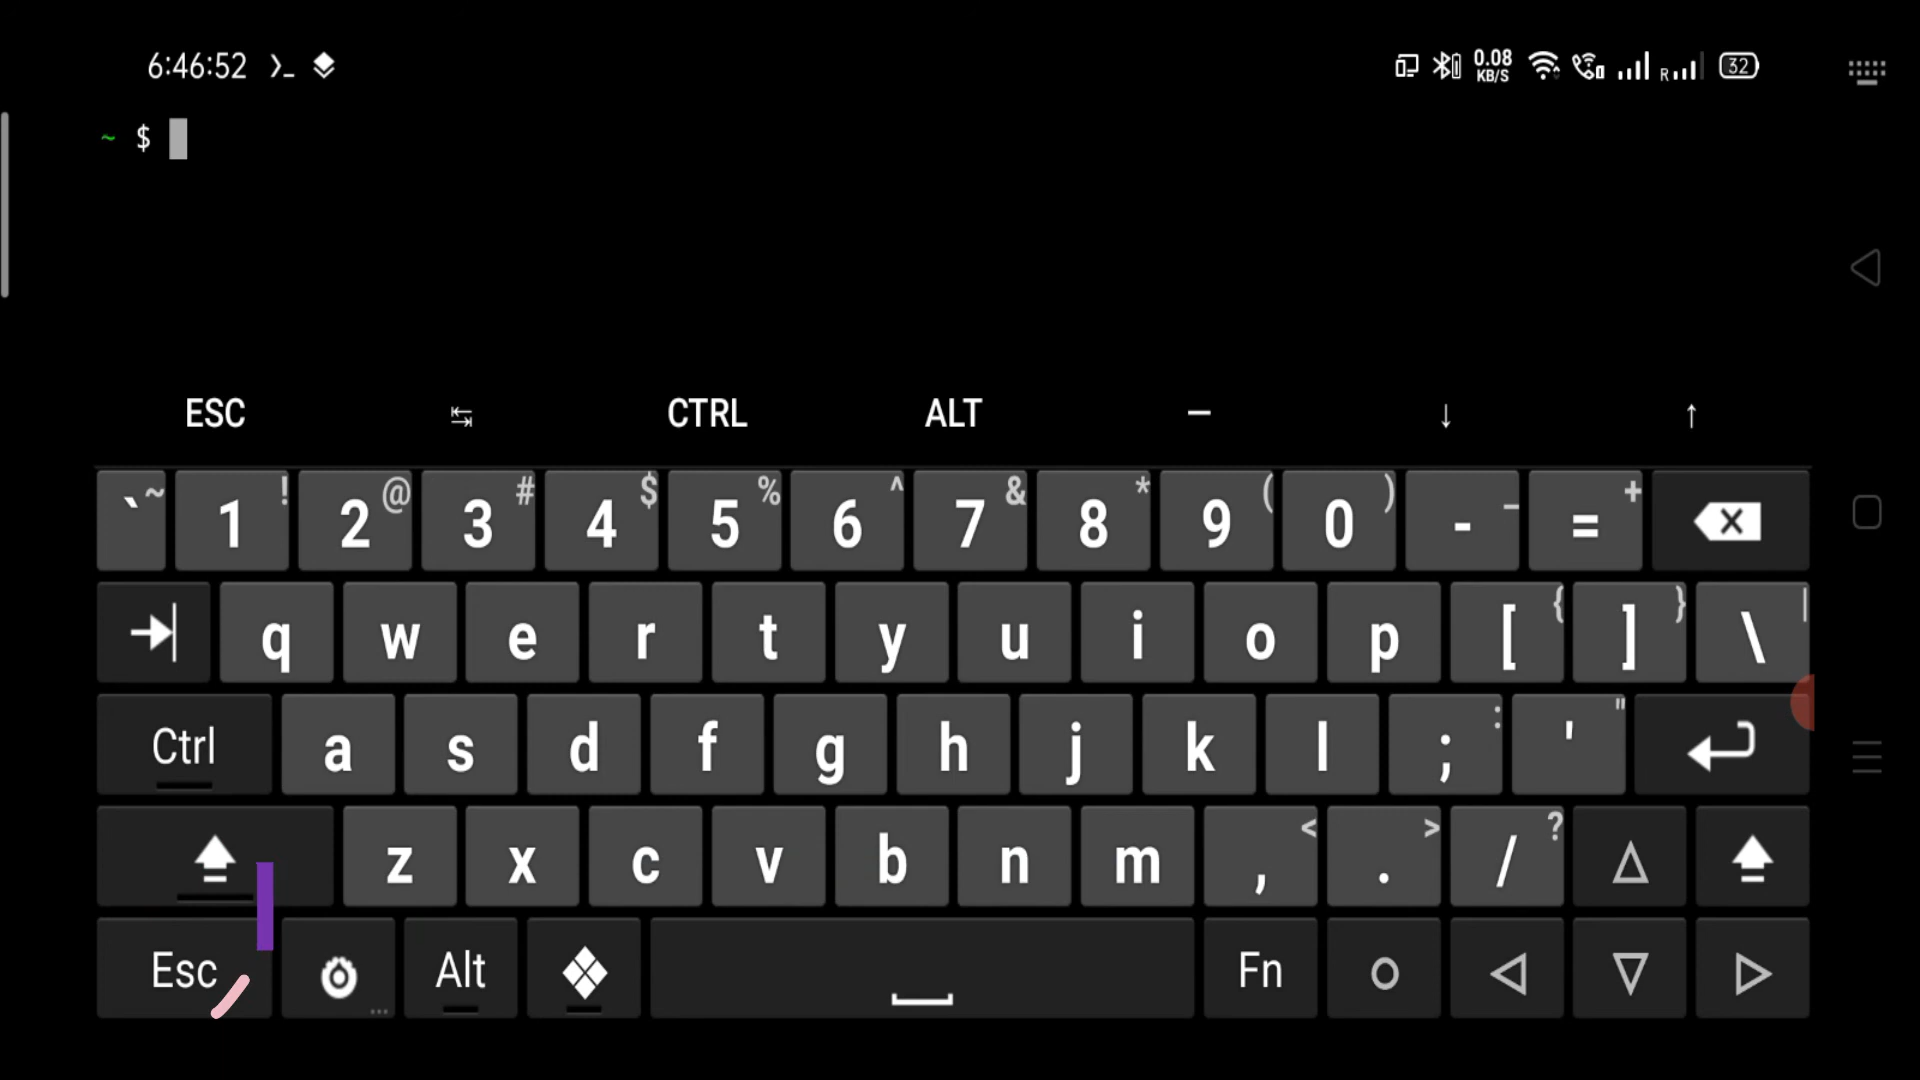 6:46:52 0.08 KB/S R 32
~ $
ESC ↹ CTRL ALT — ↓ ↑
` ~ 1 ! 2 @ 3 # 4 $ 5 % 6 ^ 7 & 8 * 9 ( 0 ) - _ = +
q w e r t y u i o p [ { ] } \ |
Ctrl a s d f g h j k l ; : ' "
z x c v b n m , < . > / ?
Esc ... Alt Fn